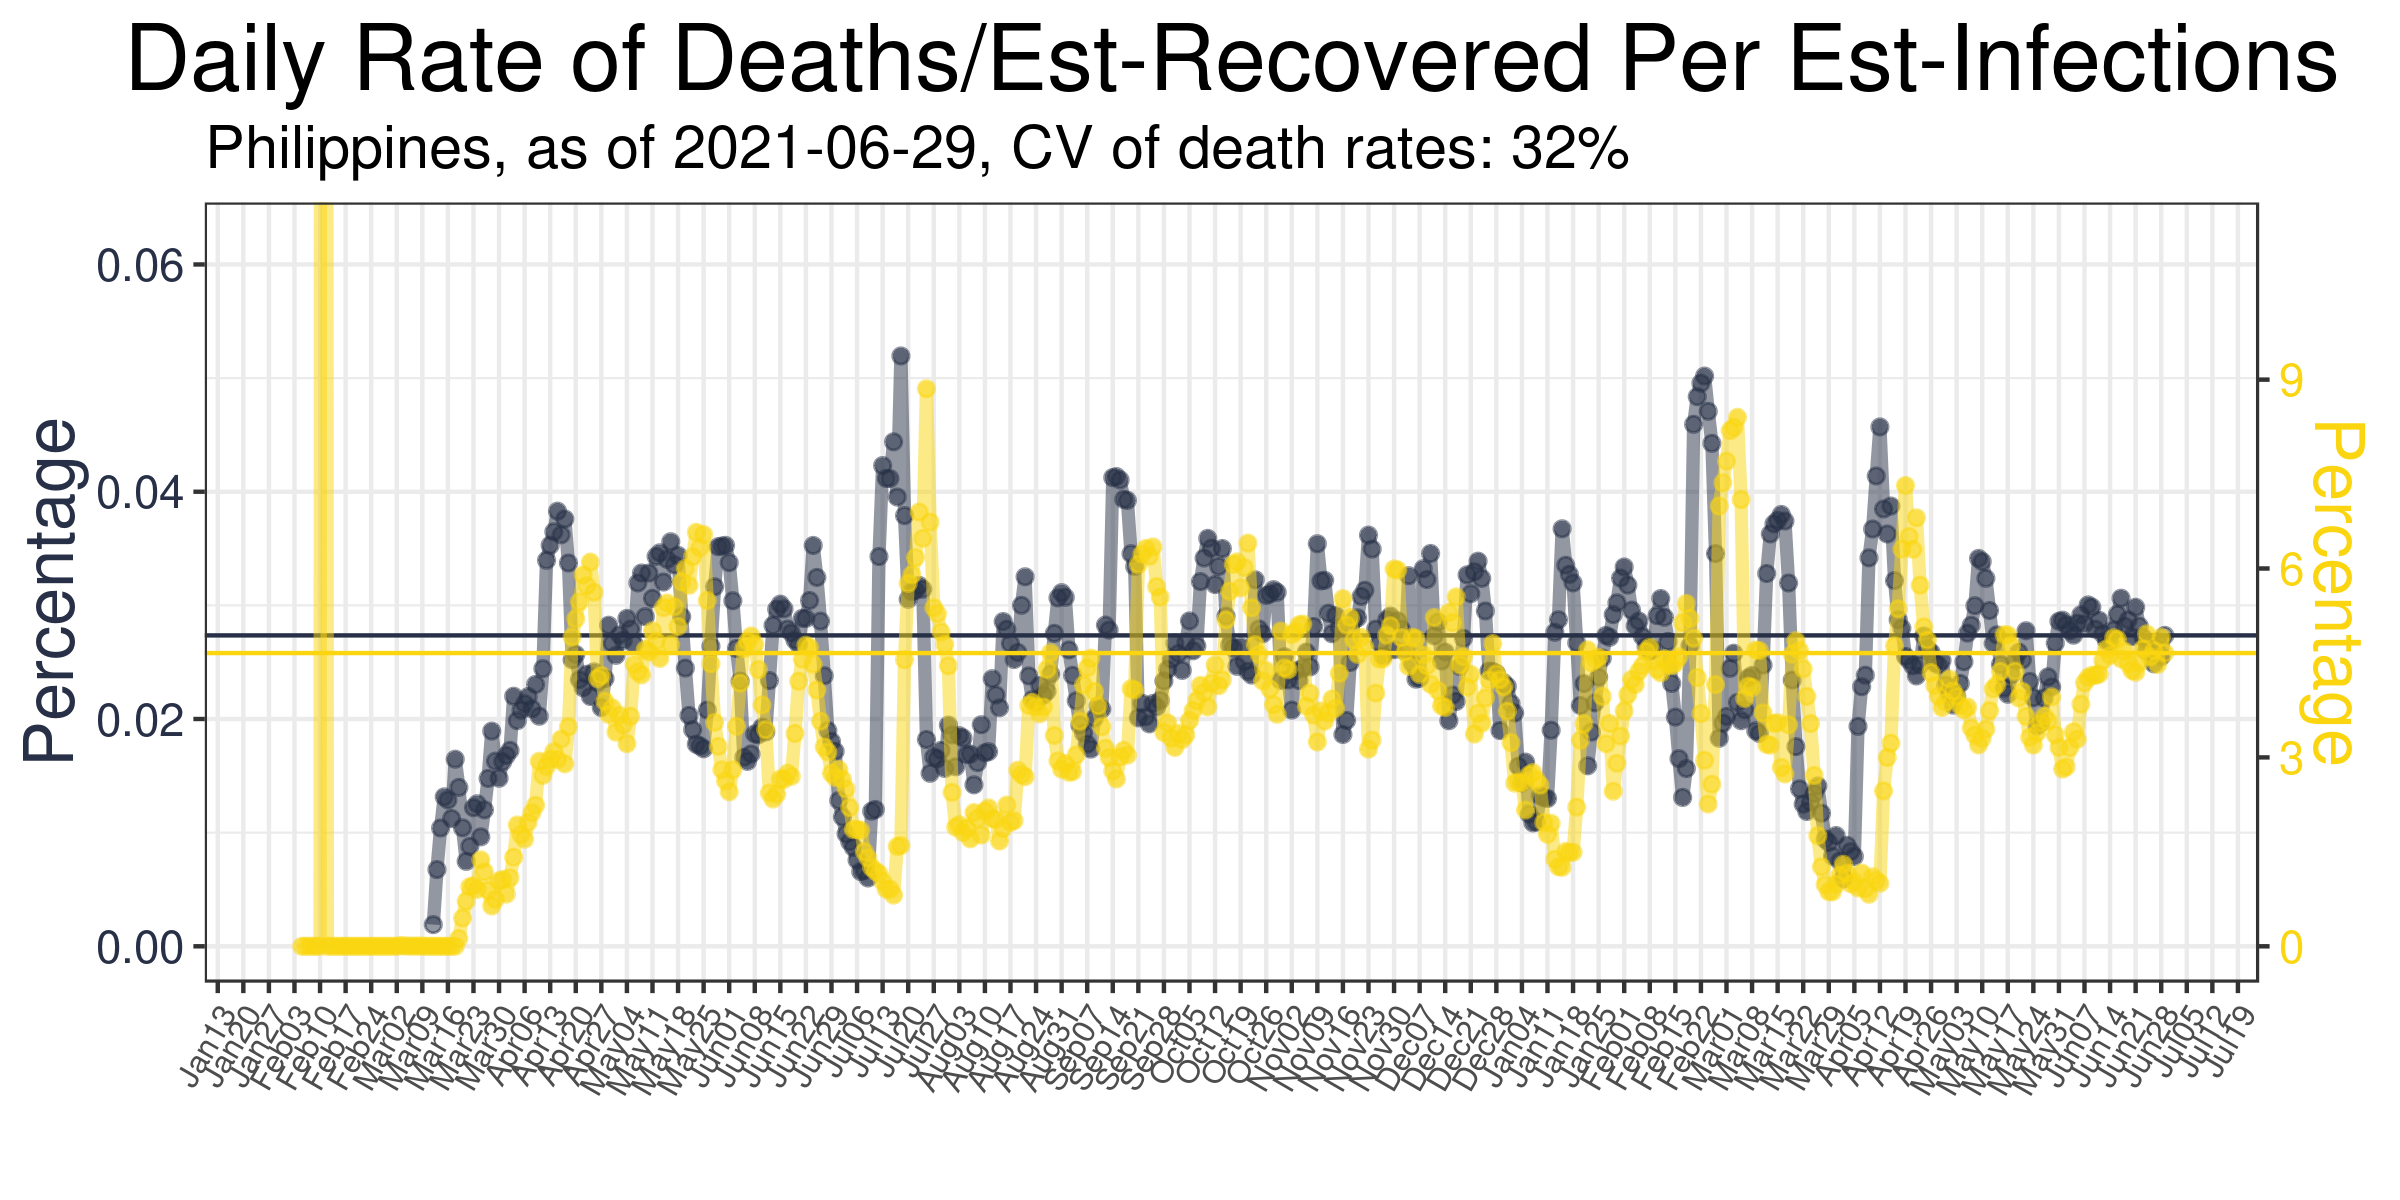 Daily Rate of Deaths/Est-Recovered Per Est-Infections
Philippines, as of 2021-06-29, CV of death rates: 32%
Percentage
0.06
0.04
0.02
0.00
9
6
3
0
Percentage
Jan13
Jan20
Jan27
Feb03
Feb10
Feb17
Feb24
Mar02
Mar09
Mar16
Mar23
Mar30
Apr06
Apr13
Apr20
Apr27
May04
May11
May18
May25
Jun01
Jun08
Jun15
Jun22
Jun29
Jul06
Jul13
Jul20
Jul27
Aug03
Aug10
Aug17
Aug24
Aug31
Sep07
Sep14
Sep21
Sep28
Oct05
Oct12
Oct19
Oct26
Nov02
Nov09
Nov16
Nov23
Nov30
Dec07
Dec14
Dec21
Dec28
Jan04
Jan11
Jan18
Jan25
Feb01
Feb08
Feb15
Feb22
Mar01
Mar08
Mar15
Mar22
Mar29
Apr05
Apr12
Apr19
Apr26
May03
May10
May17
May24
May31
Jun07
Jun14
Jun21
Jun28
Jul05
Jul12
Jul19